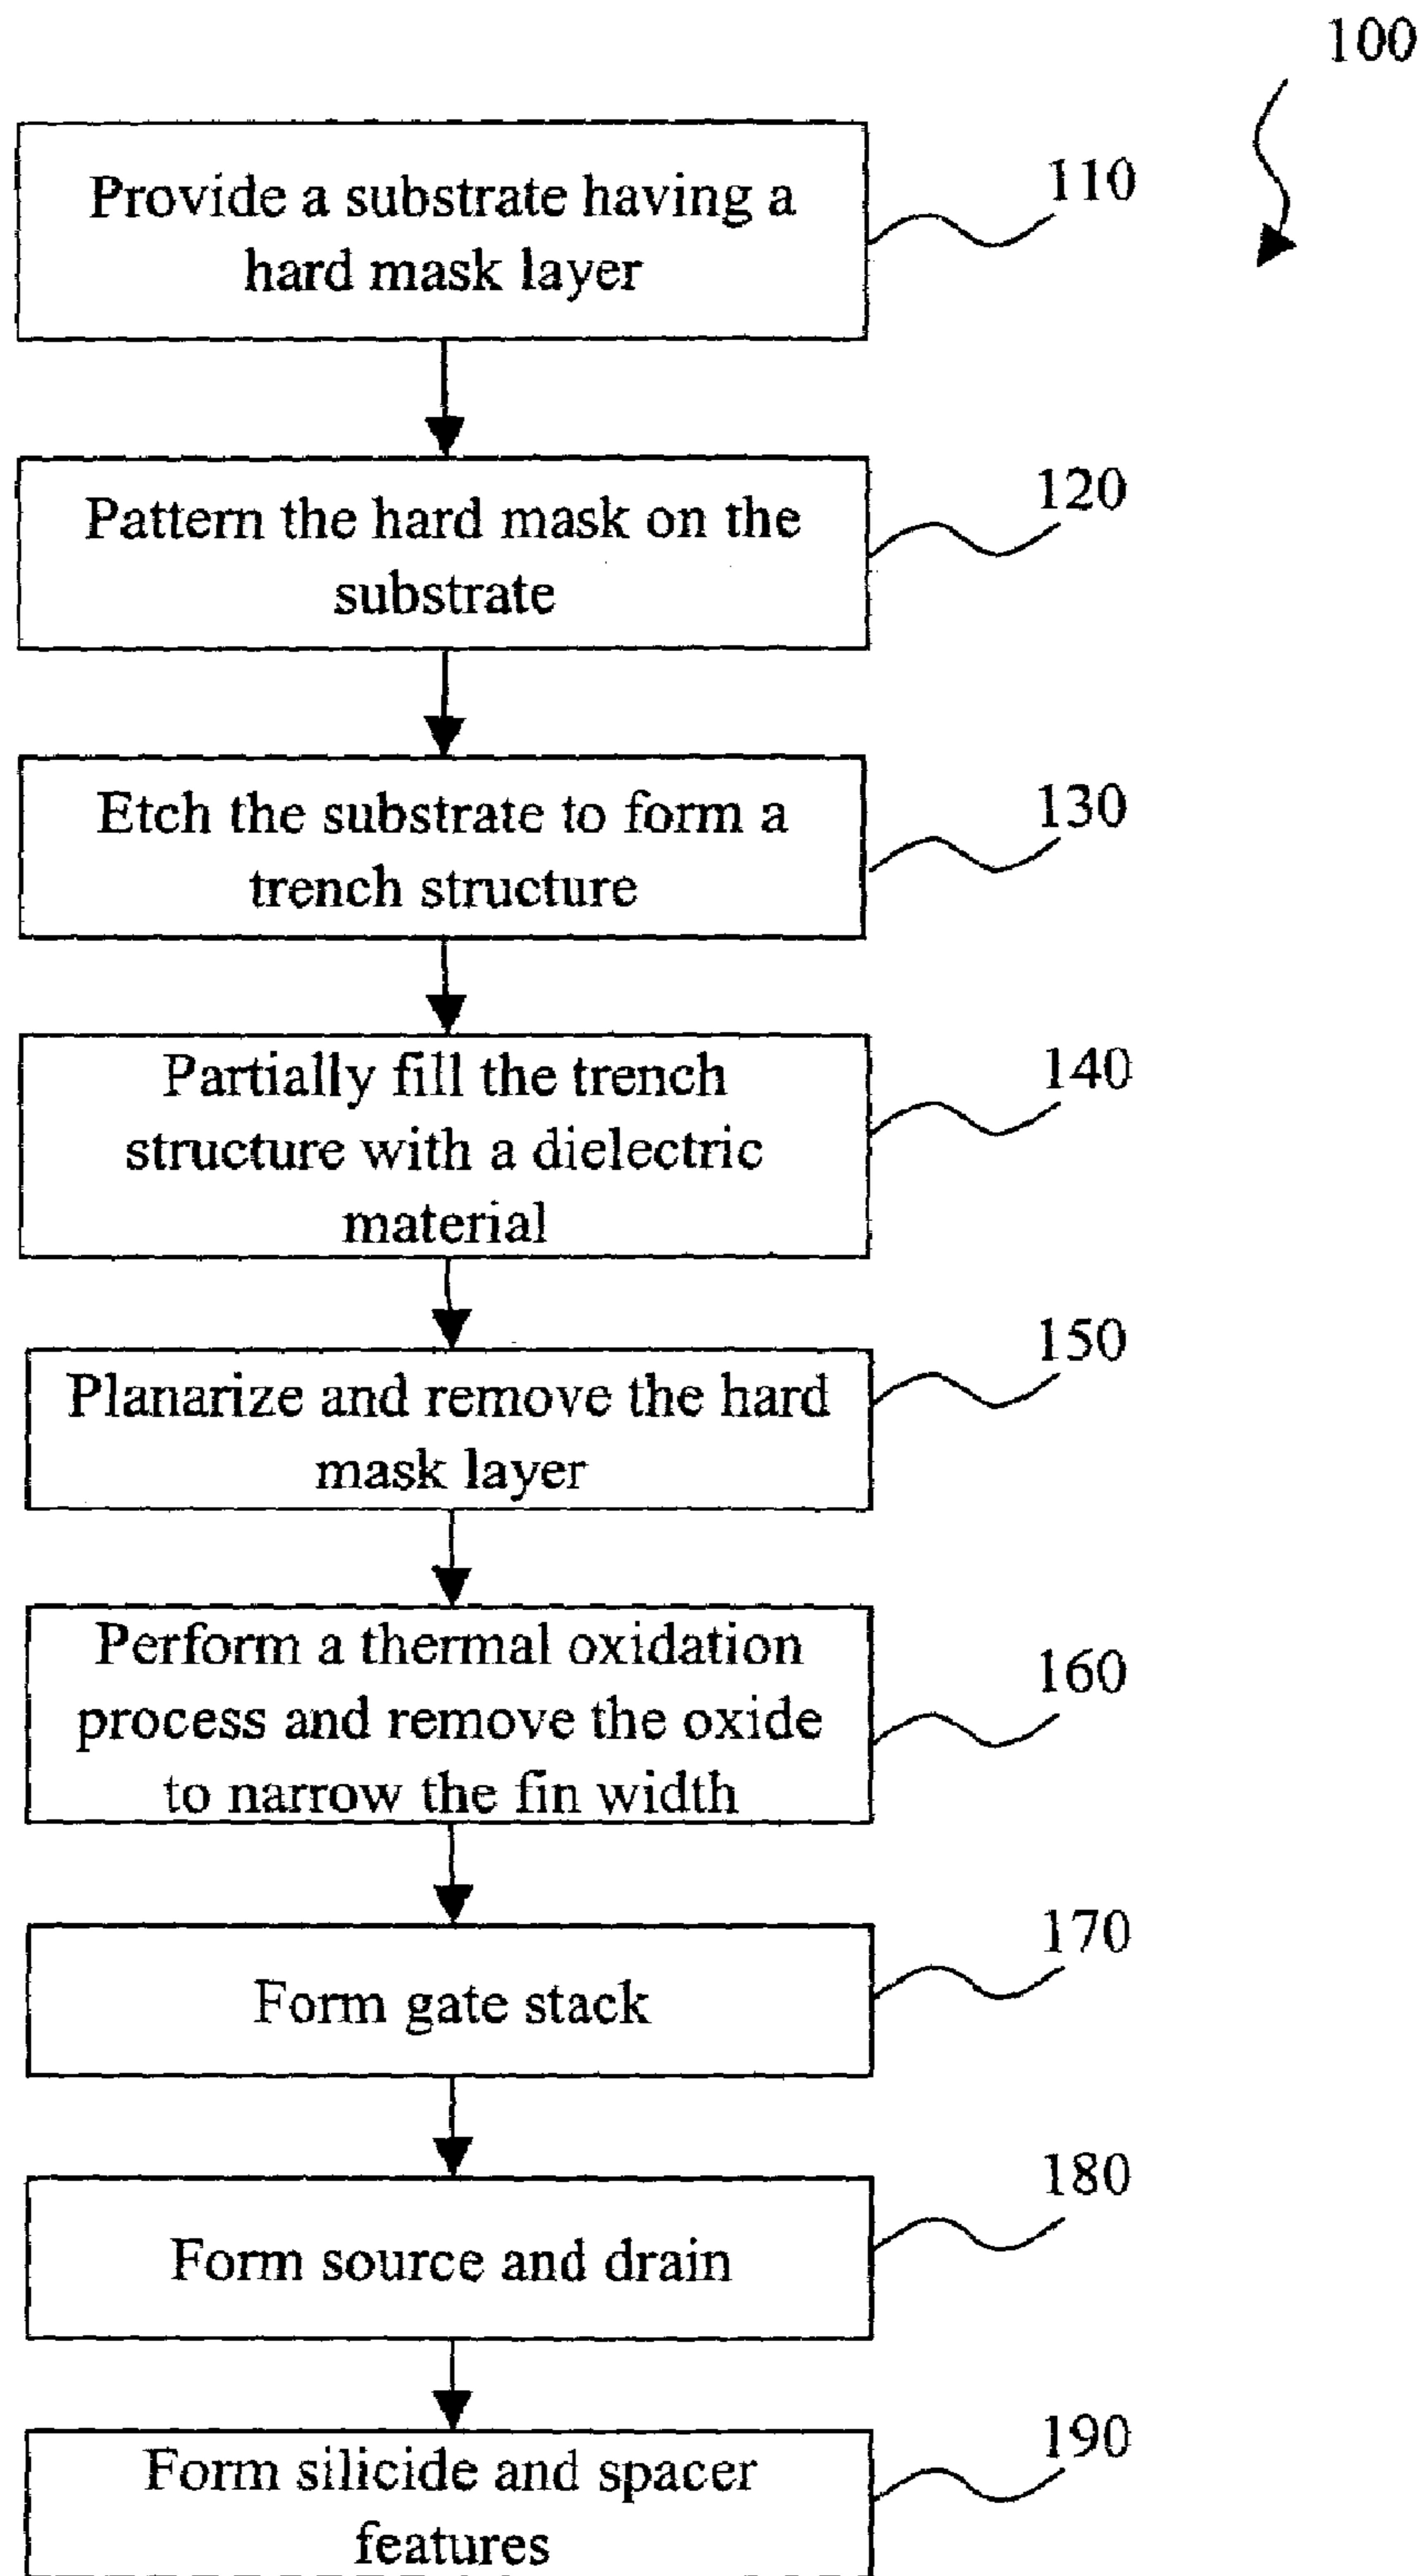 100
Provide a substrate having a
hard mask layer
110
Pattern the hard mask on the
substrate
120
Etch the substrate to form a
trench structure
130
Partially fill the trench
structure with a dielectric
material
140
Planarize and remove the hard
mask layer
150
Perform a thermal oxidation
process and remove the oxide
to narrow the fin width
160
Form gate stack
170
Form source and drain
180
Form silicide and spacer
features
190